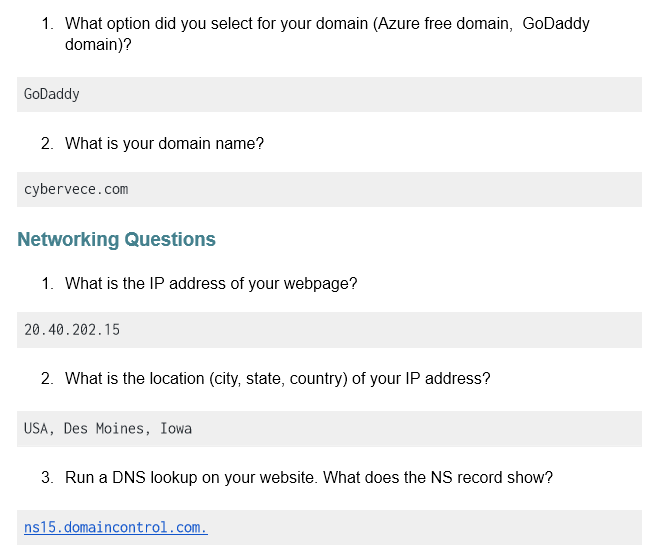 1. What option did you select for your domain (Azure free domain,  GoDaddy
domain)?
GoDaddy
2. What is your domain name?
cybervece.com
Networking Questions
1. What is the IP address of your webpage?
20.40.202.15
2. What is the location (city, state, country) of your IP address?
USA, Des Moines, Iowa
3. Run a DNS lookup on your website. What does the NS record show?
ns15.domaincontrol.com.